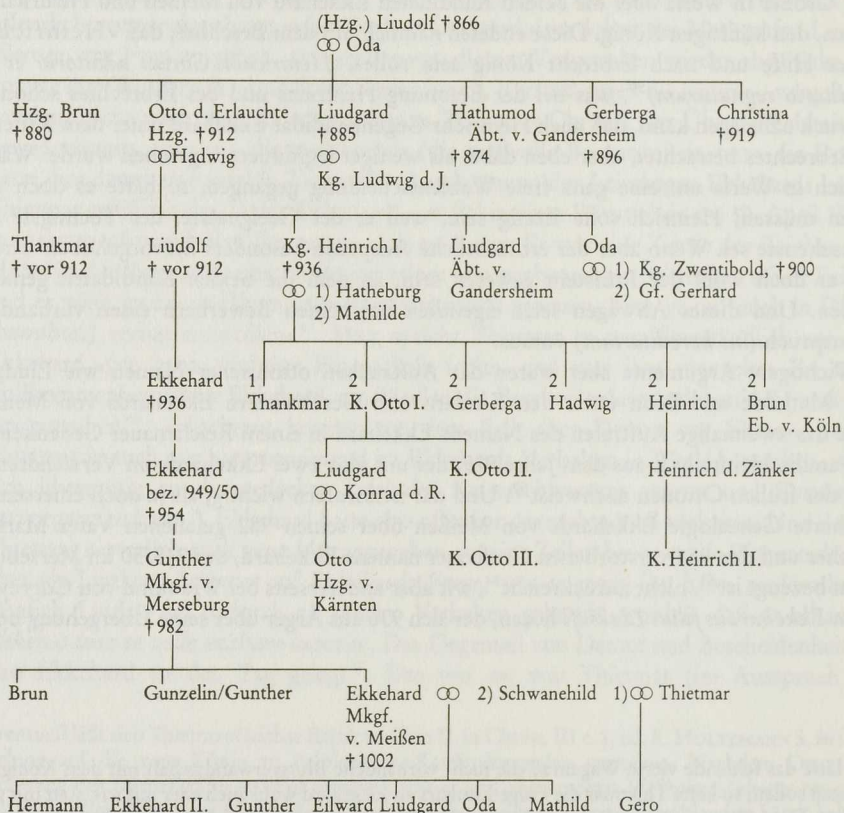 (Hzg.) Liudolf †866
⚭ Oda
Hzg. Brun
†880
Otto d. Erlauchte
Hzg. †912
⚭Hadwig
Liudgard
†885
⚭
Kg. Ludwig d. J.
Hathumod Gerberga
Äbt. v. Gandersheim
†874 †896
Christina
†919
Thankmar
† vor 912
Liudolf
† vor 912
Kg. Heinrich I.
†936
⚭ 1) Hatheburg
2) Mathilde
Liudgard
Äbt. v.
Gandersheim
Oda
⚭ 1) Kg. Zwentibold, †900
2) Gf. Gerhard
Ekkehard
†936
1 2 2 2 2 2
Thankmar K. Otto I. Gerberga Hadwig Heinrich Brun
Eb. v. Köln
Ekkehard
bez. 949/50
†954
Liudgard
⚭ Konrad d. R.
K. Otto II.
Heinrich d. Zänker
Gunther
Mkgf. v.
Merseburg
†982
Otto
Hzg. v.
Kärnten
K. Otto III.
K. Heinrich II.
Brun
Gunzelin/Gunther
Ekkehard ⚭ 2) Schwanehild 1)⚭ Thietmar
Mkgf.
v. Meißen
†1002
Hermann Ekkehard II. Gunther Eilward Liudgard Oda Mathild Gero